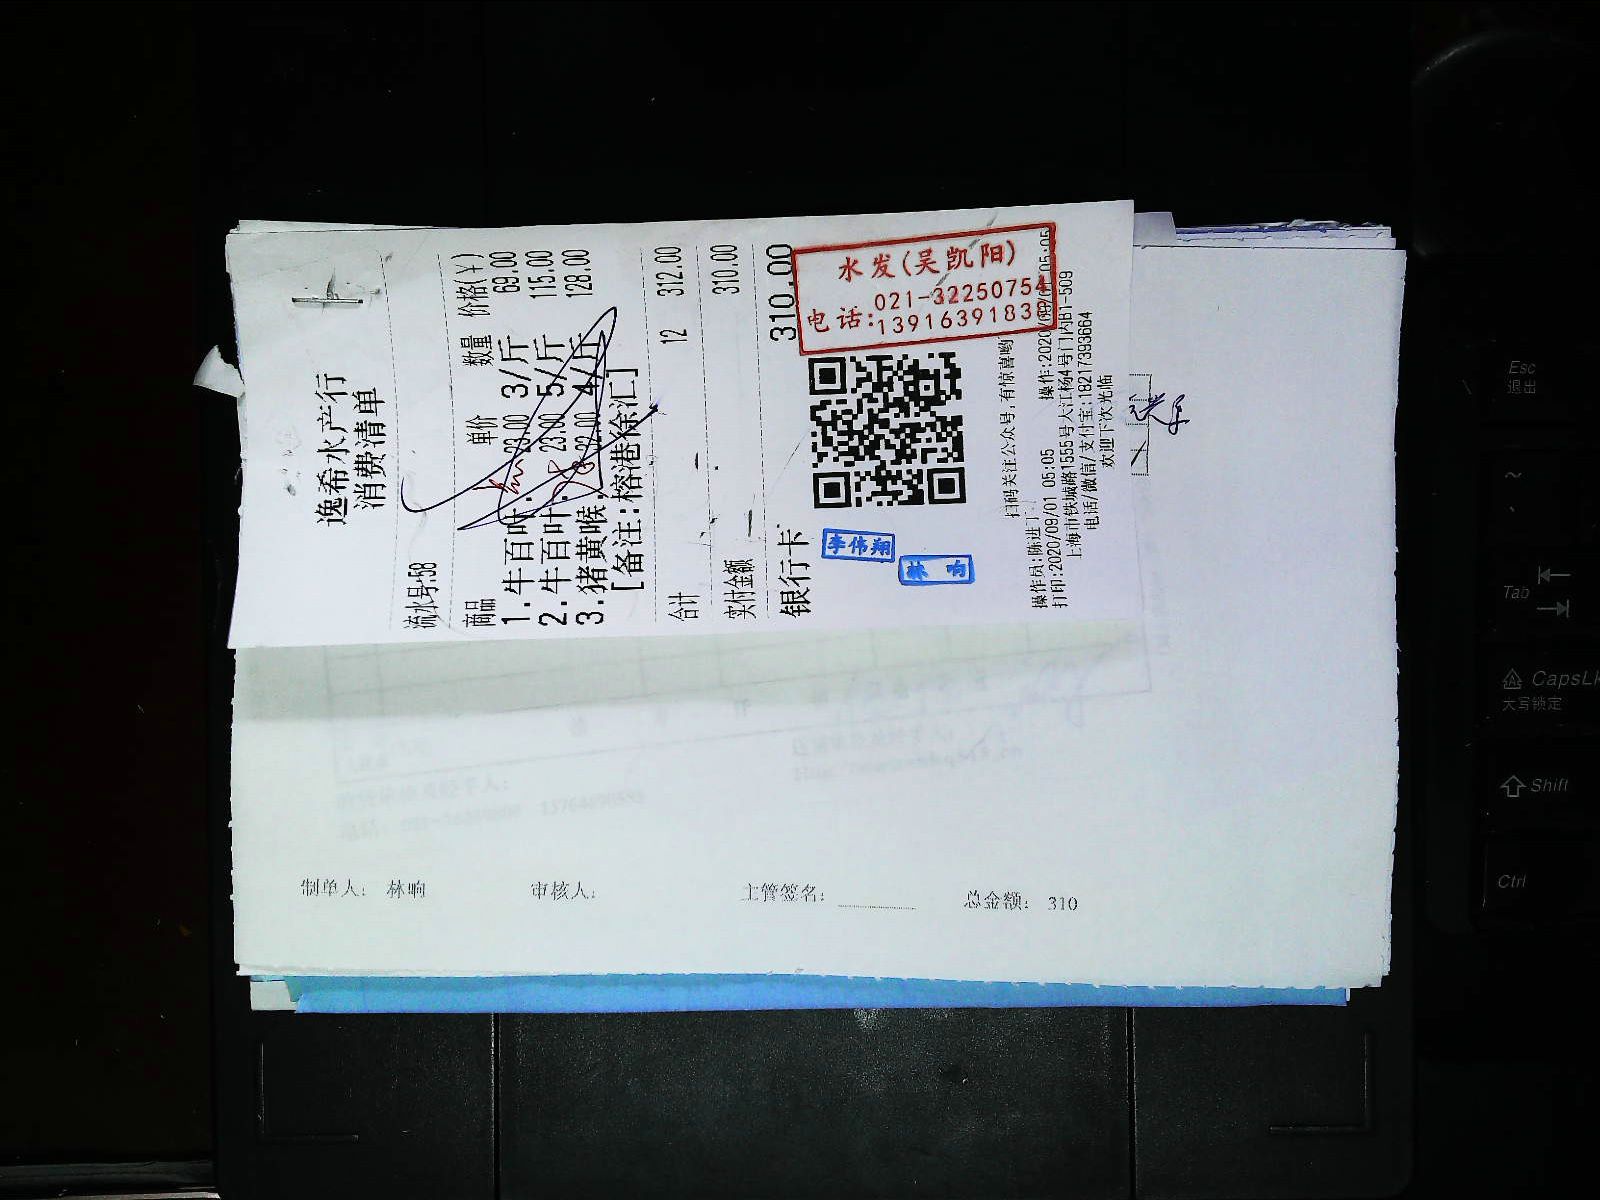 逸希水产行
消费清单
流水号:58
商品 单价 数量 价格(¥)
1.牛百叶 23.00 3/斤 69.00
2.牛百叶 23.00 5/斤 115.00
3.猪黄喉, 32.00 4/斤 128.00
[备注:榕港徐汇]
合计 12 312.00
实付金额 310.00
银行卡 310.00
水发(吴凯阳)
电话:021-32250754
1391639183
李伟翔
林响
扫码关注公众号,有惊喜哟
操作员:陈进 操作:2020/09/01 05:05
打印:2020/09/01 05:05
上海市铁城路1555号大江杨4号门内B1-509
电话/微信/支付宝:18217393664
欢迎下次光临
制单人: 林响 审核人: 主管签名: 总金额: 310
Esc
退出
~
Tab
CapsL
大写锁定
Shift
Ctrl